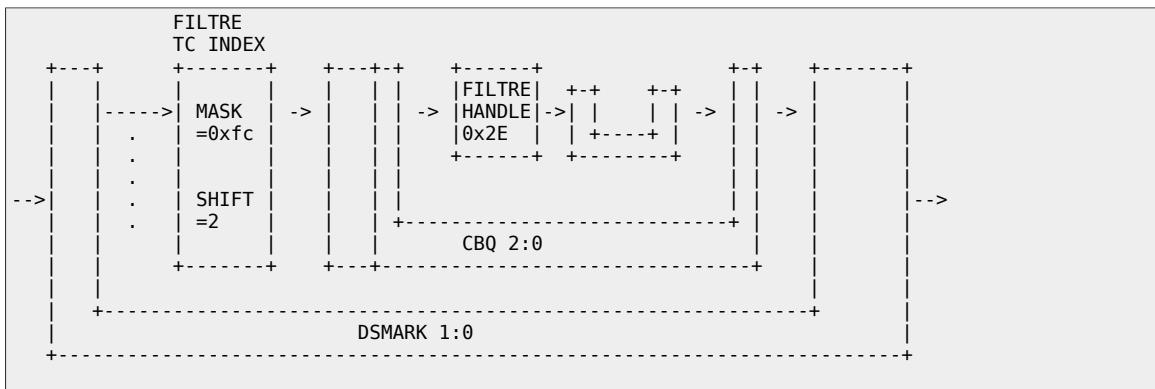 FILTRE
TC INDEX
FILTRE
MASK -> -> HANDLE -> -> ->
=0xfc 0x2E
--> SHIFT -->
=2
CBQ 2:0
DSMARK 1:0